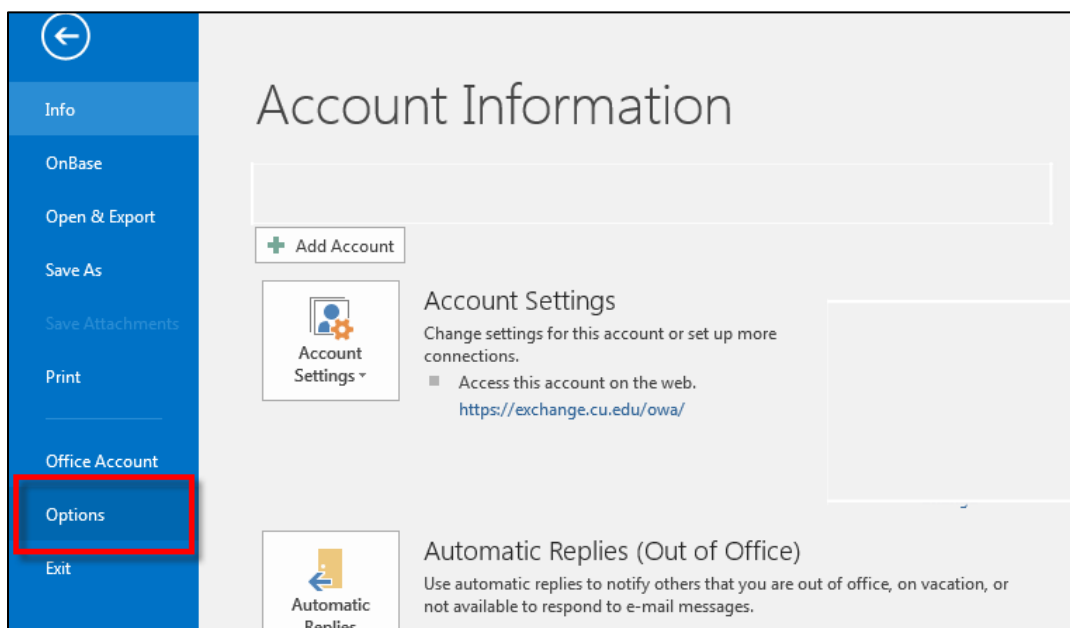 Info
OnBase
Open & Export
Save As
Save Attachments
Print
Office Account
Options
Exit
Account Information
Add Account
Account
Settings
Account Settings
Change settings for this account or set up more
connections.
Access this account on the web.
https://exchange.cu.edu/owa/
Automatic
Replies
Automatic Replies (Out of Office)
Use automatic replies to notify others that you are out of office, on vacation, or
not available to respond to e-mail messages.